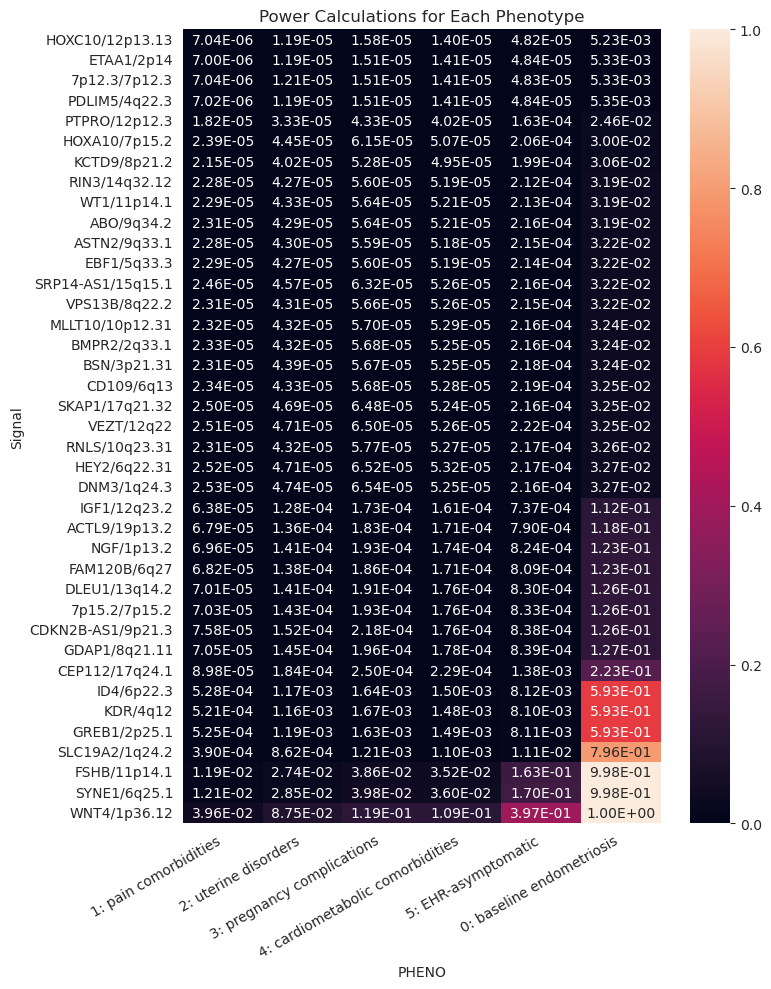 Power Calculations for Each Phenotype
HOXC10/12p13.13 7.04E-06 1.19E-05 1.58E-05 1.40E-05 4.82E-05 5.23E-03
ETAA1/2p14 7.00E-06 1.19E-05 1.51E-05 1.41E-05 4.84E-05 5.33E-03
7p12.3/7p12.3 7.04E-06 1.21E-05 1.51E-05 1.41E-05 4.83E-05 5.33E-03
PDLIM5/4q22.3 7.02E-06 1.19E-05 1.51E-05 1.41E-05 4.84E-05 5.35E-03
PTPRO/12p12.3 1.82E-05 3.33E-05 4.33E-05 4.02E-05 1.63E-04 2.46E-02
HOXA10/7p15.2 2.39E-05 4.45E-05 6.15E-05 5.07E-05 2.06E-04 3.00E-02
KCTD9/8p21.2 2.15E-05 4.02E-05 5.28E-05 4.95E-05 1.99E-04 3.06E-02
RIN3/14q32.12 2.28E-05 4.27E-05 5.60E-05 5.19E-05 2.12E-04 3.19E-02
WT1/11p14.1 2.29E-05 4.33E-05 5.64E-05 5.21E-05 2.13E-04 3.19E-02
ABO/9q34.2 2.31E-05 4.29E-05 5.64E-05 5.21E-05 2.16E-04 3.22E-02
ASTN2/9q33.1 2.28E-05 4.30E-05 5.59E-05 5.18E-05 2.15E-04 3.22E-02
EBF1/5q33.3 2.29E-05 4.27E-05 5.60E-05 5.19E-05 2.14E-04 3.22E-02
SRP14-AS1/15q15.1 2.46E-05 4.57E-05 6.32E-05 5.26E-05 2.16E-04 3.22E-02
VPS13B/8q22.2 2.31E-05 4.31E-05 5.66E-05 5.26E-05 2.15E-04 3.22E-02
MLLT10/10p12.31 2.32E-05 4.32E-05 5.70E-05 5.29E-05 2.16E-04 3.24E-02
BMPR2/2q33.1 2.33E-05 4.32E-05 5.68E-05 5.25E-05 2.16E-04 3.24E-02
BSN/3p21.31 2.31E-05 4.39E-05 5.67E-05 5.25E-05 2.18E-04 3.24E-02
CD109/6q13 2.34E-05 4.33E-05 5.68E-05 5.28E-05 2.19E-04 3.25E-02
SKAP1/17q21.32 2.50E-05 4.69E-05 6.48E-05 5.24E-05 2.16E-04 3.25E-02
VEZT/12q22 2.51E-05 4.71E-05 6.50E-05 5.26E-05 2.22E-04 3.25E-02
RNLS/10q23.31 2.31E-05 4.32E-05 5.77E-05 5.27E-05 2.17E-04 3.26E-02
HEY2/6q22.31 2.52E-05 4.71E-05 6.52E-05 5.32E-05 2.17E-04 3.27E-02
DNM3/1q24.3 2.53E-05 4.74E-05 6.54E-05 5.25E-05 2.16E-04 3.27E-02
IGF1/12q23.2 6.38E-05 1.28E-04 1.73E-04 1.61E-04 7.37E-04 1.12E-01
ACTL9/19p13.2 6.79E-05 1.36E-04 1.83E-04 1.71E-04 7.90E-04 1.18E-01
NGF/1p13.2 6.96E-05 1.41E-04 1.93E-04 1.74E-04 8.24E-04 1.23E-01
FAM120B/6q27 6.82E-05 1.38E-04 1.86E-04 1.71E-04 8.09E-04 1.23E-01
DLEU1/13q14.2 7.01E-05 1.41E-04 1.91E-04 1.76E-04 8.30E-04 1.26E-01
7p15.2/7p15.2 7.03E-05 1.43E-04 1.93E-04 1.76E-04 8.33E-04 1.26E-01
CDKN2B-AS1/9p21.3 7.58E-05 1.52E-04 2.18E-04 1.76E-04 8.38E-04 1.26E-01
GDAP1/8q21.11 7.05E-05 1.45E-04 1.96E-04 1.78E-04 8.39E-04 1.27E-01
CEP112/17q24.1 8.98E-05 1.84E-04 2.50E-04 2.29E-04 1.38E-03 2.23E-01
ID4/6p22.3 5.28E-04 1.17E-03 1.64E-03 1.50E-03 8.12E-03 5.93E-01
KDR/4q12 5.21E-04 1.16E-03 1.67E-03 1.48E-03 8.10E-03 5.93E-01
GREB1/2p25.1 5.25E-04 1.19E-03 1.63E-03 1.49E-03 8.11E-03 5.93E-01
SLC19A2/1q24.2 3.90E-04 8.62E-04 1.21E-03 1.10E-03 1.11E-02 7.96E-01
FSHB/11p14.1 1.19E-02 2.74E-02 3.86E-02 3.52E-02 1.63E-01 9.98E-01
SYNE1/6q25.1 1.21E-02 2.85E-02 3.98E-02 3.60E-02 1.70E-01 9.98E-01
WNT4/1p36.12 3.96E-02 8.75E-02 1.19E-01 1.09E-01 3.97E-01 1.00E+00
Signal
1: pain comorbidities
2: uterine disorders
3: pregnancy complications
4: cardiometabolic comorbidities
5: EHR-asymptomatic
0: baseline endometriosis
PHENO
1.0
0.8
0.6
0.4
0.2
0.0